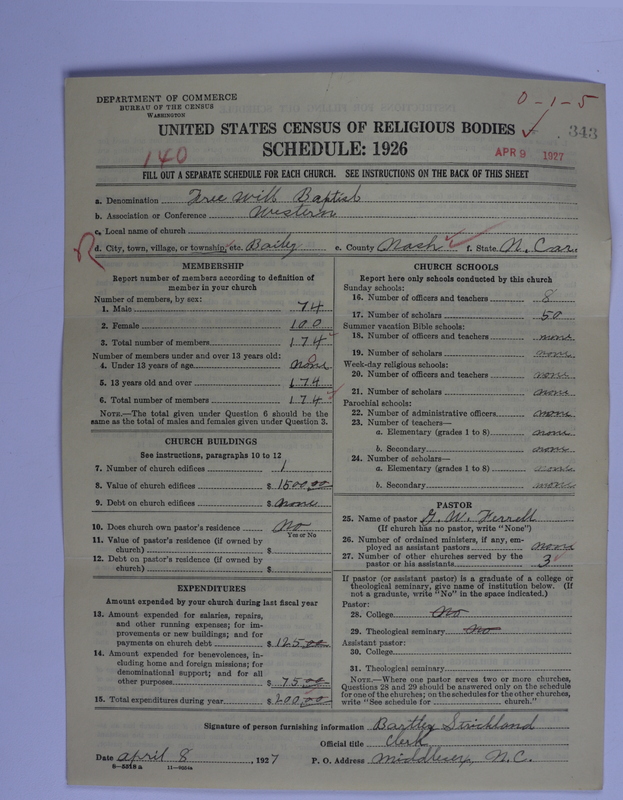 DEPARTMENT OF COMMERCE
BUREAU OF THE CENSUS
WASHINGTON
0-1-5
UNITED STATES CENSUS OF RELIGIOUS BODIES
343
SCHEDULE: 1926
140
APR 9 1927
FILL OUT A SEPARATE SCHEDULE FOR EACH CHURCH. SEE INSTRUCTIONS ON THE BACK OF THIS SHEET
a. Denomination Free Will Baptist
b. Association or Conference Western
c. Local name of church
R
d. City, town, village, or township, etc. Bailey e. County Nash f. State N. Car.
MEMBERSHIP
Report number of members according to definition of
member in your church
Number of members, by sex:
1. Male 74
2. Female 100
3. Total number of members 174
Number of members under and over 13 years old:
4. Under 13 years of age none
5. 13 years old and over 174
6. Total number of members 174
NOTE.—The total given under Question 6 should be the
same as the total of males and females given under Question 3.
CHURCH BUILDINGS
See instructions, paragraphs 10 to 12
7. Number of church edifices 1
8. Value of church edifices $ 1500.00
9. Debt on church edifices $ none
10. Does church own pastor's residence No
Yes or No
11. Value of pastor's residence (if owned by
church) $
12. Debt on pastor's residence (if owned by
church) $
EXPENDITURES
Amount expended by your church during last fiscal year
13. Amount expended for salaries, repairs,
and other running expenses; for im-
provements or new buildings; and for
payments on church debt $ 125.00
14. Amount expended for benevolences, in-
cluding home and foreign missions; for
denominational support; and for all
other purposes $ 75.00
15. Total expenditures during year $ 200.00
CHURCH SCHOOLS
Report here only schools conducted by this church
Sunday schools:
16. Number of officers and teachers 8
17. Number of scholars 50
Summer vacation Bible schools:
18. Number of officers and teachers none
19. Number of scholars none
Week-day religious schools:
20. Number of officers and teachers none
21. Number of scholars none
Parochial schools:
22. Number of administrative officers none
23. Number of teachers—
a. Elementary (grades 1 to 8) none
b. Secondary none
24. Number of scholars—
a. Elementary (grades 1 to 8) none
b. Secondary none
PASTOR
25. Name of pastor G. W. Ferrell
(If church has no pastor, write "None")
26. Number of ordained ministers, if any, em-
ployed as assistant pastors none
27. Number of other churches served by the
pastor or his assistants 3
If pastor (or assistant pastor) is a graduate of a college or
theological seminary, give name of institution below. (If
not a graduate, write "No" in the space indicated.)
Pastor:
28. College No
29. Theological seminary No
Assistant pastor:
30. College
31. Theological seminary
NOTE.—Where one pastor serves two or more churches,
Questions 28 and 29 should be answered only on the schedule
for one of the churches; on the schedules for the other churches,
write "See schedule for church."
Signature of person furnishing information Bartley Strickland
Official title Clerk
Date April 8, 1927 P. O. Address Middlesex, N.C.
8-5318a 11-9054a